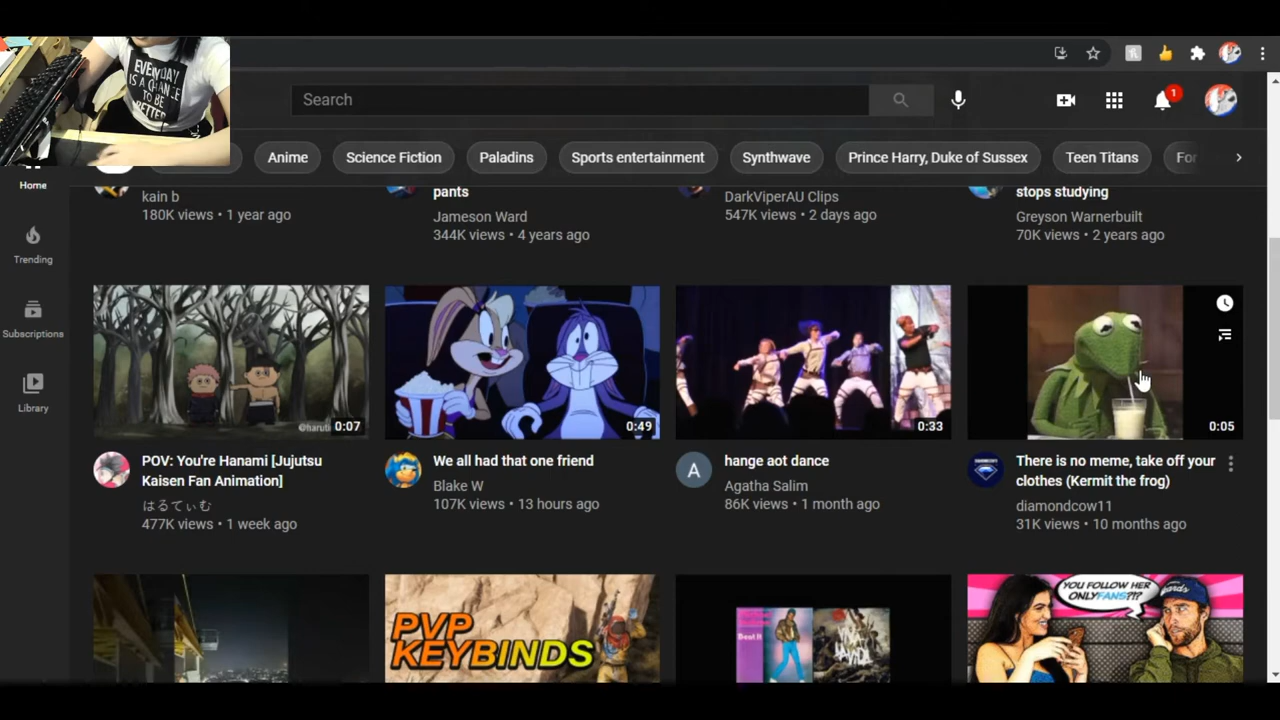 EVERYDAY
IS A CHANCE
TO BE
BETTER
Search
1
Anime
Science Fiction
Paladins
Sports entertainment
Synthwave
Prince Harry, Duke of Sussex
Teen Titans
Home
Trending
Subscriptions
Library
kain b
180K views • 1 year ago
pants
Jameson Ward
344K views • 4 years ago
DarkViperAU Clips
547K views • 2 days ago
stops studying
Greyson Warnerbuilt
70K views • 2 years ago
0:07
0:49
0:33
0:05
POV: You're Hanami [Jujutsu
Kaisen Fan Animation]
はるてぃむ
477K views • 1 week ago
We all had that one friend
Blake W
107K views • 13 hours ago
A
hange aot dance
Agatha Salim
86K views • 1 month ago
There is no meme, take off your
clothes (Kermit the frog)
diamondcow11
31K views • 10 months ago
PVP
KEYBINDS
Beat It
YOU FOLLOW HER
ONLYFANS?!?